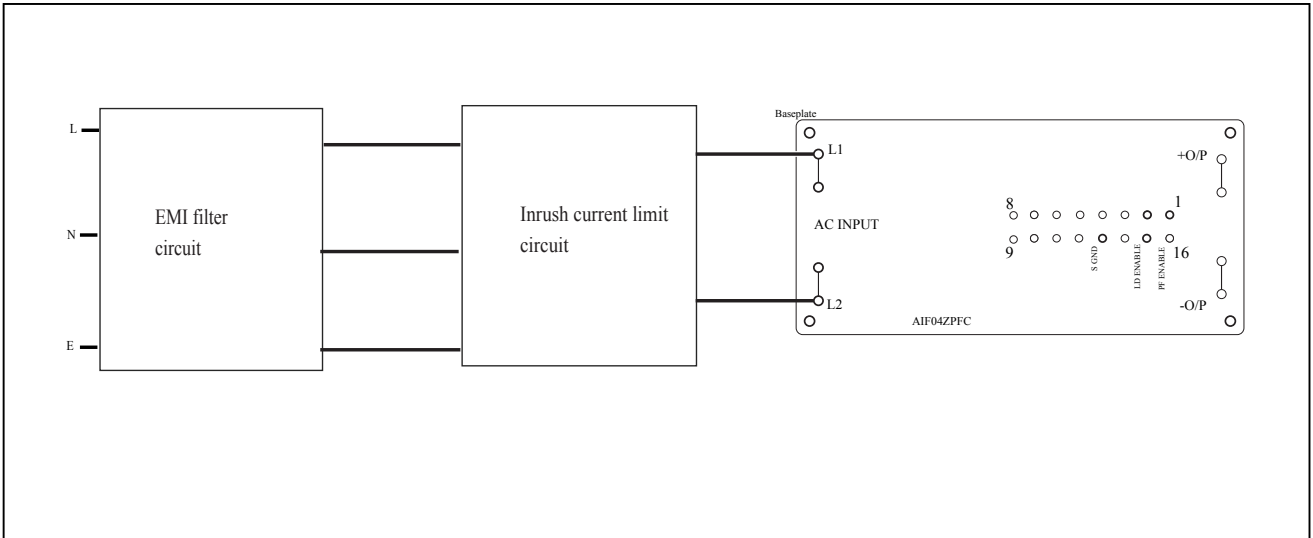 L
N
E
EMI filter
circuit
Inrush current limit
circuit
Baseplate
L1
AC INPUT
L2
8
1
9
16
S GND
LD ENABLE
PF ENABLE
+O/P
-O/P
AIF04ZPFC